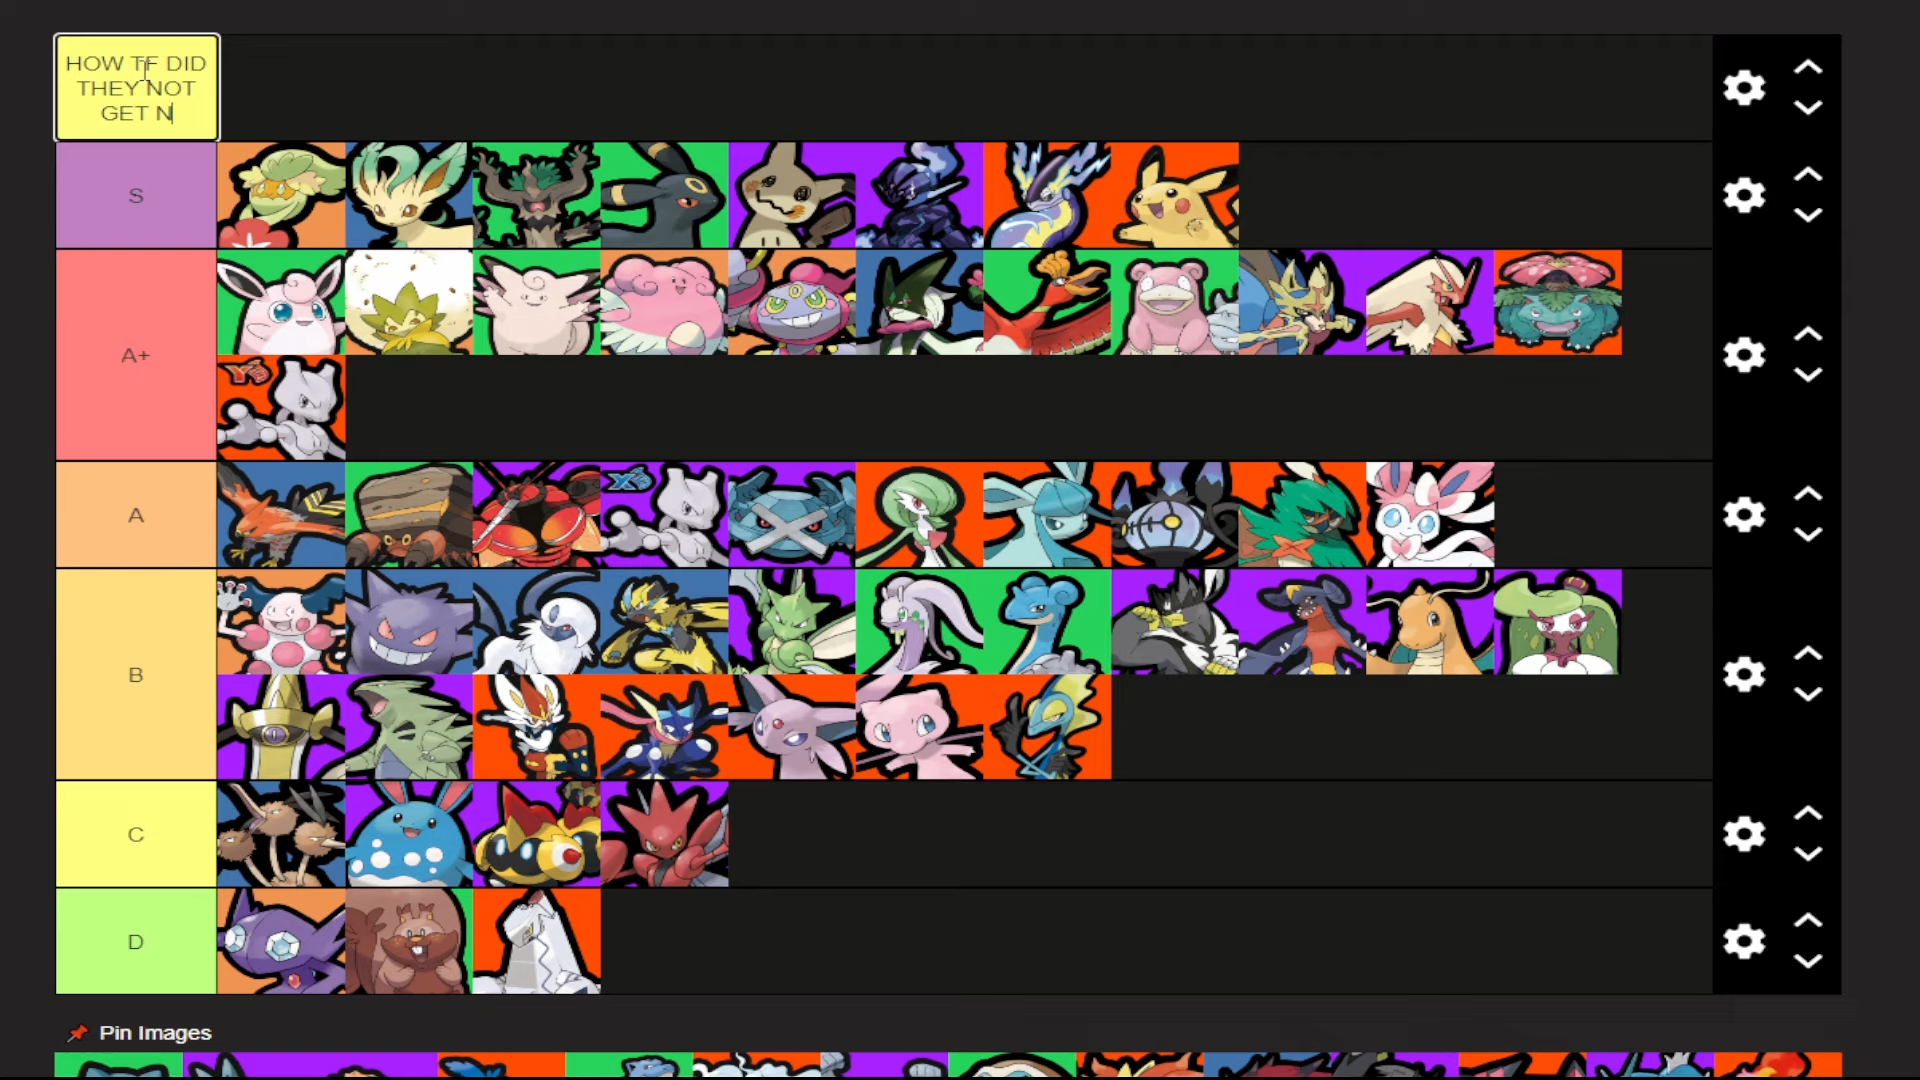 HOW TF DID
THEY NOT
GET N
S
A+
A
B
C
D
Pin Images